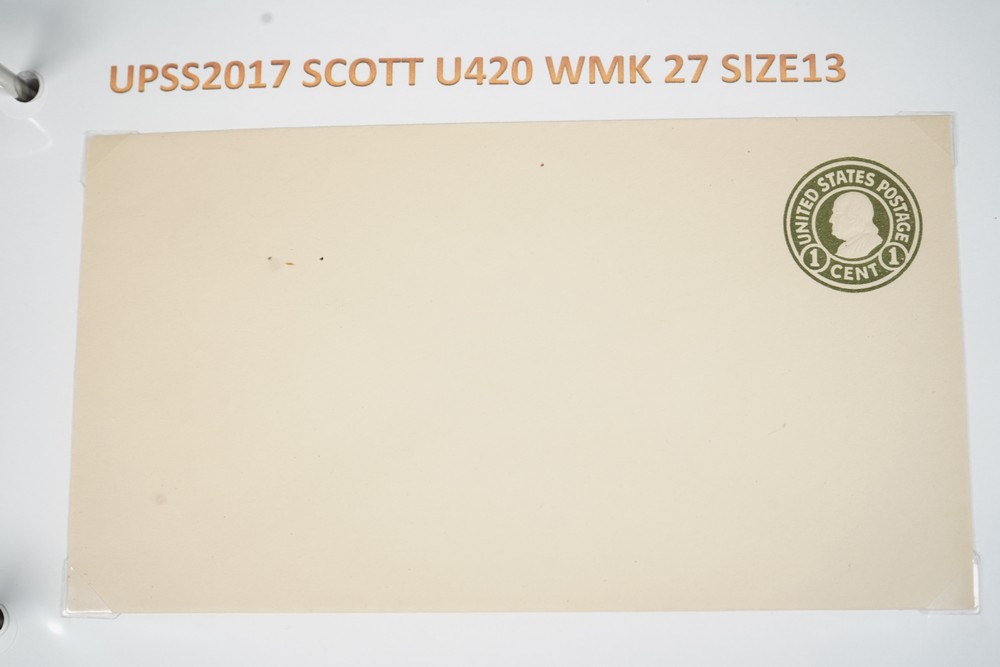 UPSS2017 SCOTT U420 WMK 27 SIZE13
UNITED STATES POSTAGE
1 CENT 1